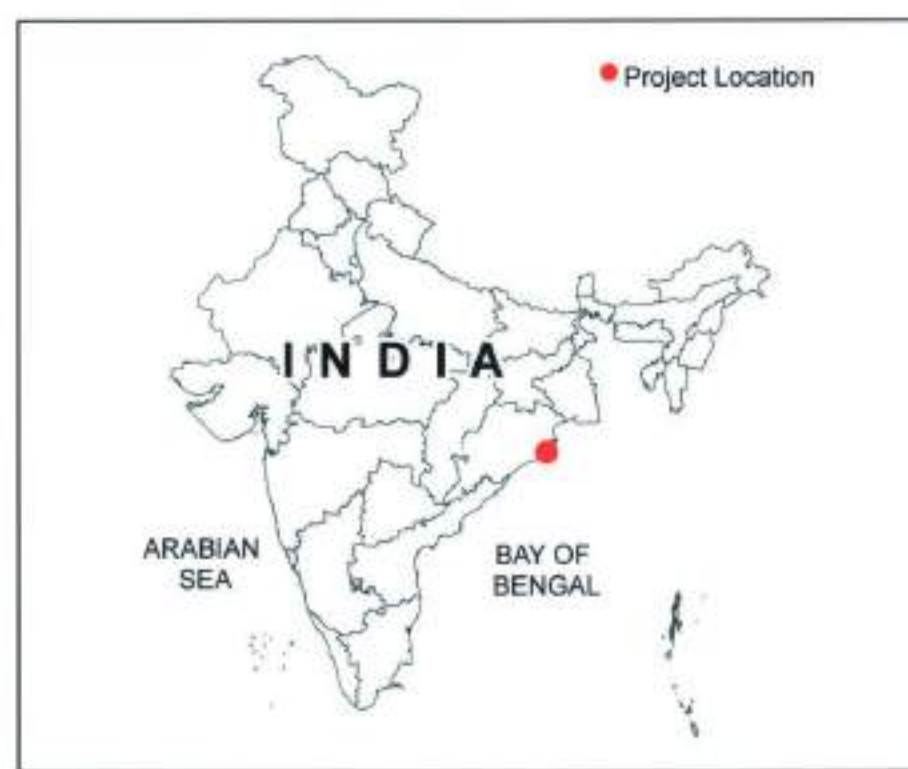 Project Location
INDIA
ARABIAN
SEA
BAY OF
BENGAL